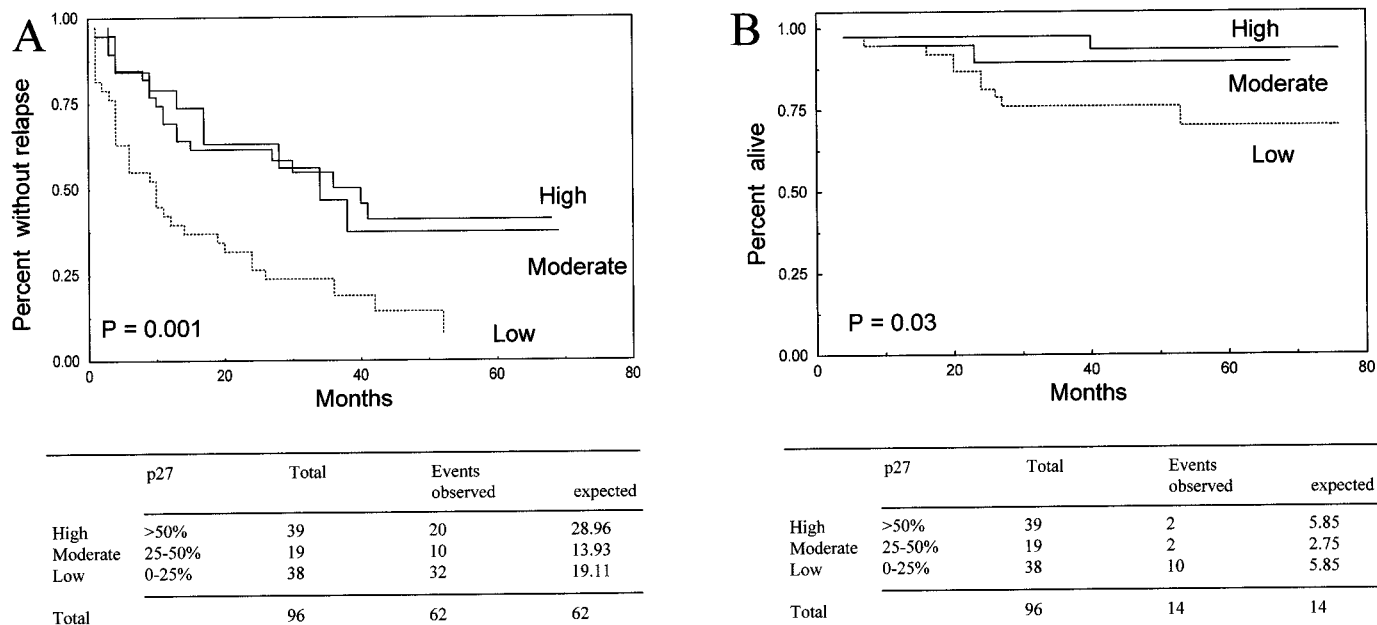 A
Percent without relapse
1.00
0.75
0.50
0.25
0.00
High
Moderate
Low
P = 0.001
0 20 40 60 80
Months
p27 Total Events observed expected
High >50% 39 20 28.96
Moderate 25-50% 19 10 13.93
Low 0-25% 38 32 19.11
Total 96 62 62
B
Percent alive
1.00
0.75
0.50
0.25
0.00
High
Moderate
Low
P = 0.03
0 20 40 60 80
Months
p27 Total Events observed expected
High >50% 39 2 5.85
Moderate 25-50% 19 2 2.75
Low 0-25% 38 10 5.85
Total 96 14 14